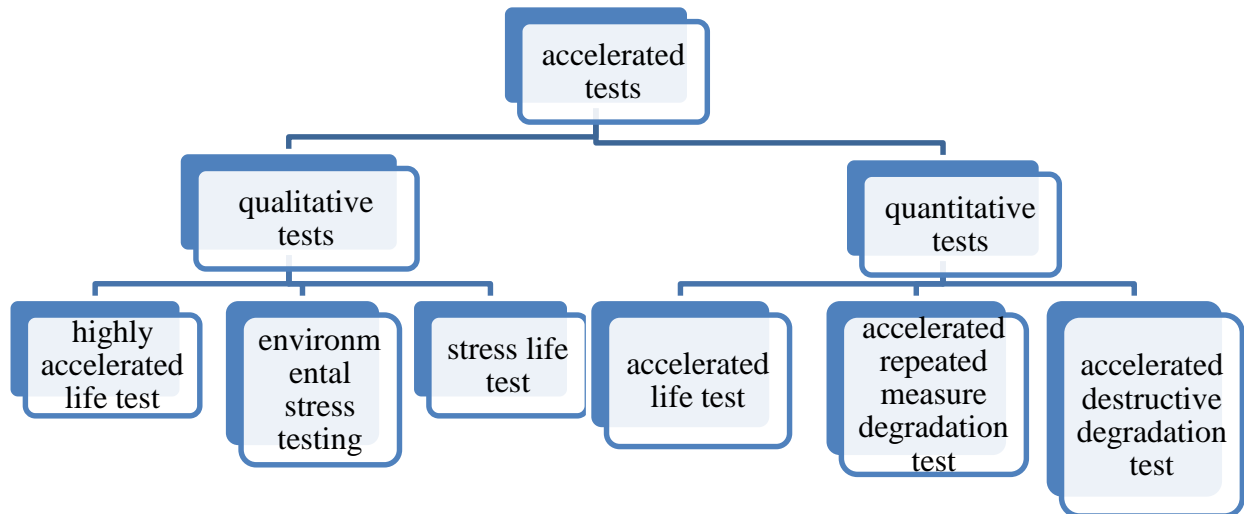 accelerated
tests
qualitative
tests
quantitative
tests
highly
accelerated
life test
environm
ental
stress
testing
stress life
test
accelerated
life test
accelerated
repeated
measure
degradation
test
accelerated
destructive
degradation
test